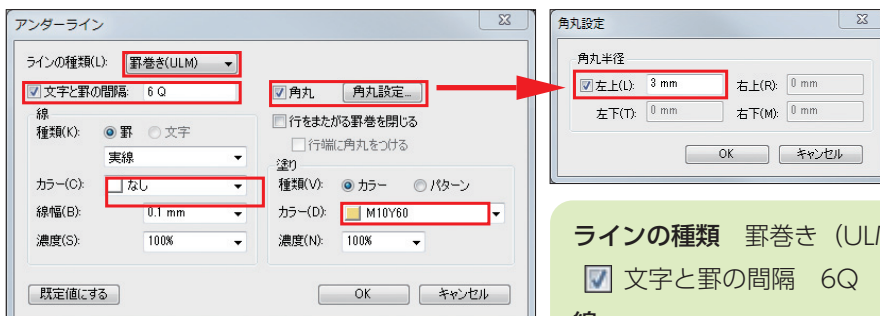 アンダーライン
ラインの種類(L): 罫巻き(ULM)
文字と罫の間隔: 6 Q
線
種類(K): 罫 文字
実線
カラー(C): なし
線幅(B): 0.1 mm
濃度(S): 100%
角丸 角丸設定...
行をまたがる罫巻を閉じる
行端に角丸をつける
塗り
種類(V): カラー パターン
カラー(D): M10Y60
濃度(N): 100%
既定値にする OK キャンセル
角丸設定
角丸半径
左上(L): 3 mm 右上(R): 0 mm
左下(T): 0 mm 右下(M): 0 mm
OK キャンセル
ラインの種類 罫巻き（ULM
文字と罫の間隔 6Q